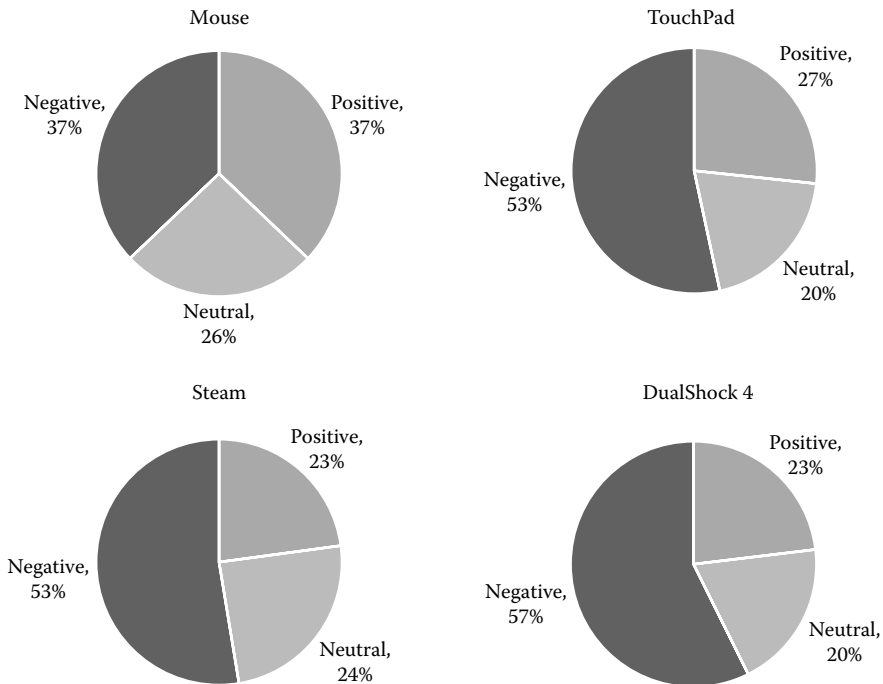 Mouse
Negative,
37%
Positive,
37%
Neutral,
26%
TouchPad
Positive,
27%
Negative,
53%
Neutral,
20%
Steam
Positive,
23%
Negative,
53%
Neutral,
24%
DualShock 4
Positive,
23%
Negative,
57%
Neutral,
20%